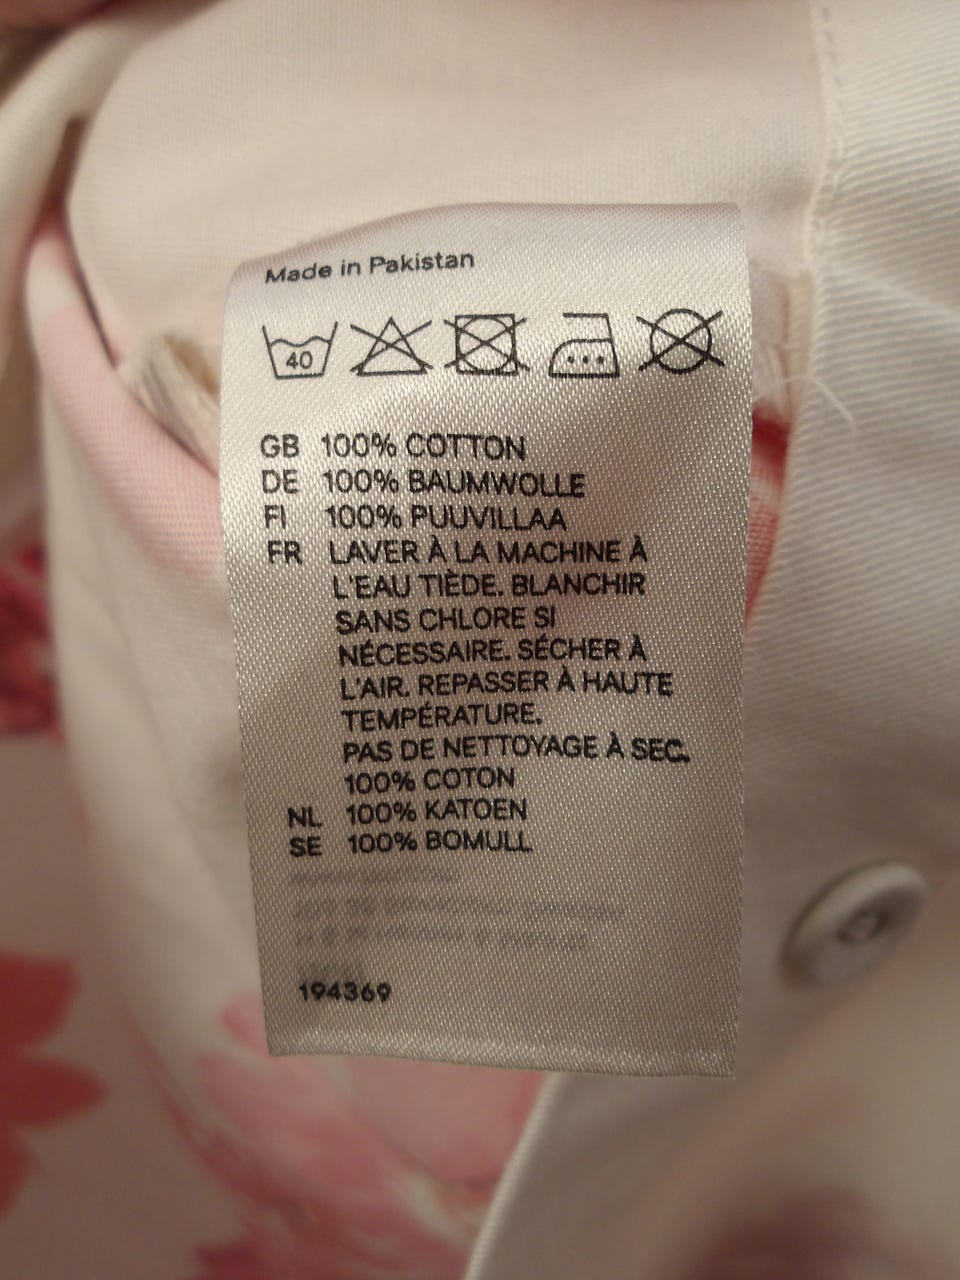 Made in Pakistan
40
GB 100% COTTON
DE 100% BAUMWOLLE
FI 100% PUUVILLAA
FR LAVER À LA MACHINE À
L'EAU TIÈDE. BLANCHIR
SANS CHLORE SI
NÉCESSAIRE. SÉCHER À
L'AIR. REPASSER À HAUTE
TEMPÉRATURE.
PAS DE NETTOYAGE À SEC.
100% COTON
NL 100% KATOEN
SE 100% BOMULL
194369